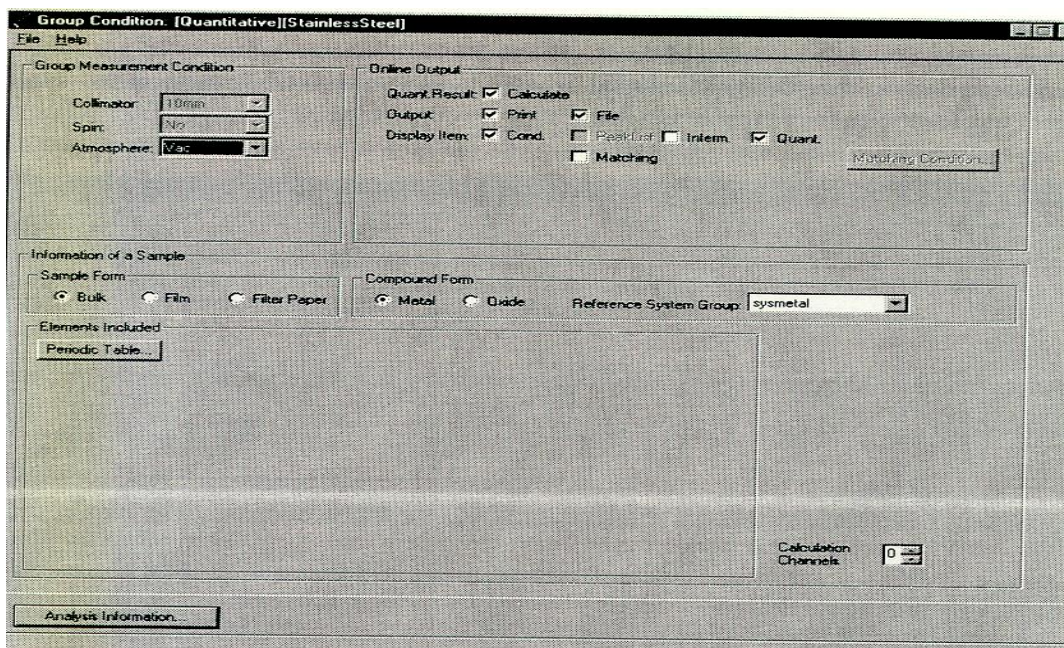 Group Condition. [Quantitative][StainlessSteel]
File Help
Group Measurement Condition
Collimator: 10mm
Spin: No
Atmosphere: Vac
Online Output
Quant.Result: Calculate
Output: Print File
Display Item: Cond. PeakList Interm. Quant.
Matching
Matching Condition...
Information of a Sample
Sample Form
Bulk Film Filter Paper
Compound Form
Metal Oxide Reference System Group: sysmetal
Elements Included
Periodic Table...
Calculation
Channels 0
Analysis Information...